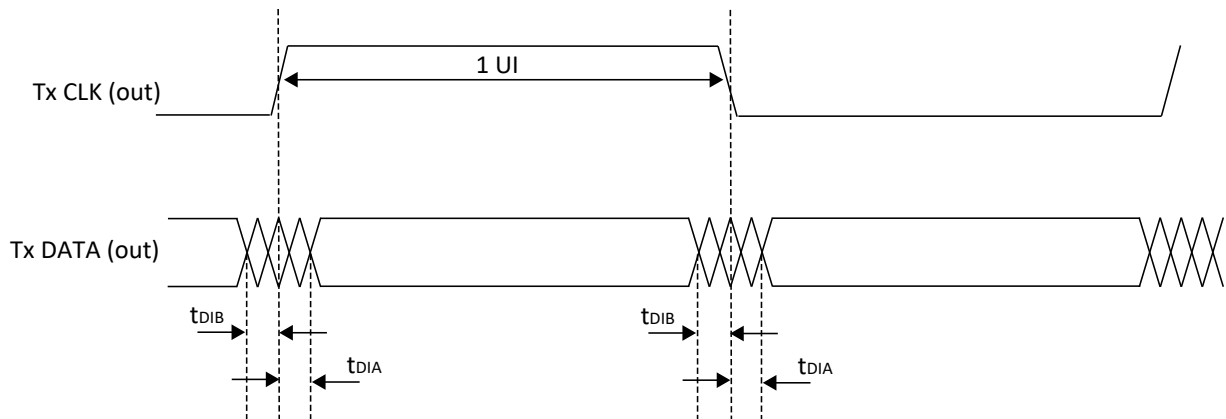 1 UI
Tx CLK (out)
Tx DATA (out)
tDIB
tDIB
tDIA
tDIA